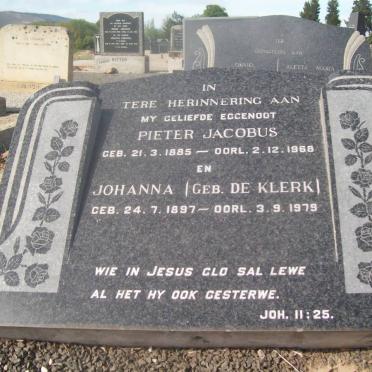 IN
TERE HERINNERING AAN
MY GELIEFDE EGGENOOT
PIETER JACOBUS
GEB. 21.3.1885 — OORL. 2.12.1968
EN
JOHANNA (GEB. DE KLERK)
GEB. 24.7.1897 — OORL. 3.9.1979
WIE IN JESUS GLO SAL LEWE
AL HET HY OOK GESTERWE.
JOH. 11:25.